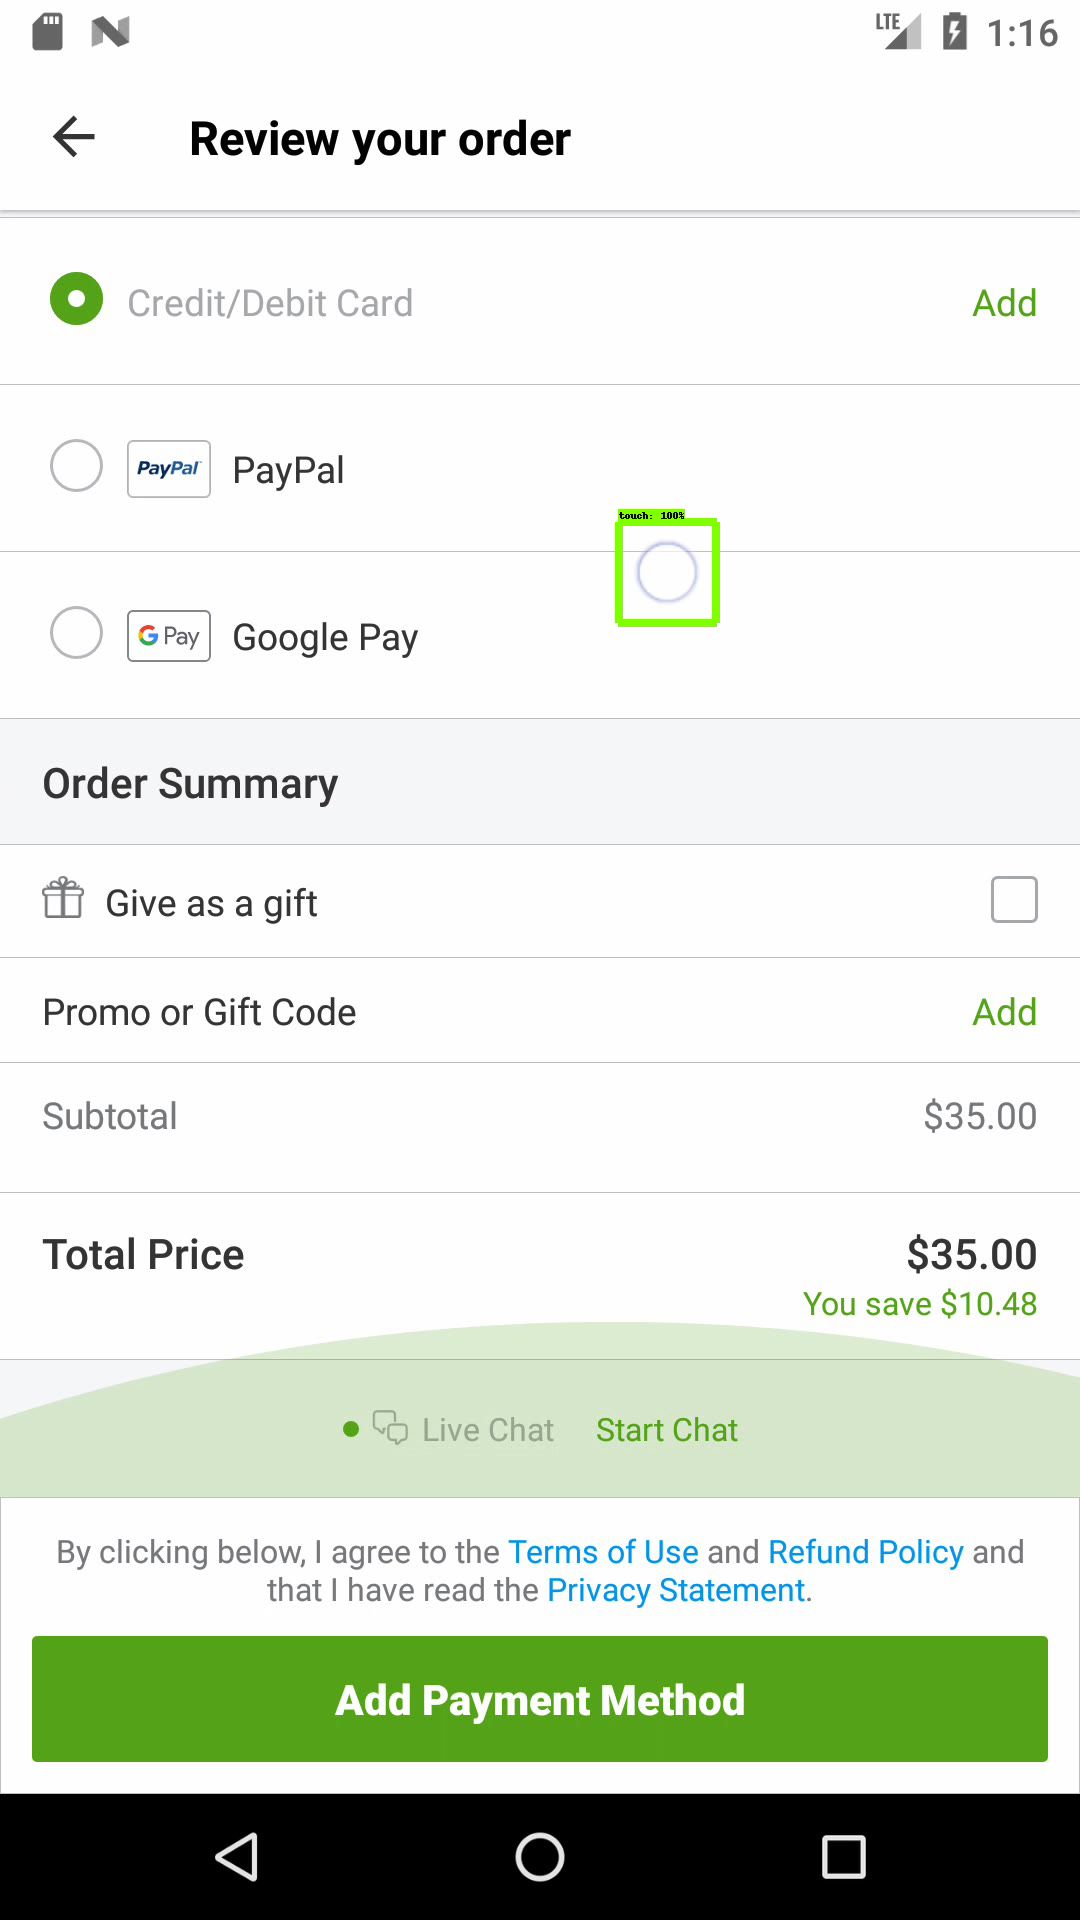 LTE 1:16
Review your order
Credit/Debit Card Add
PayPal PayPal
touch: 100%
G Pay Google Pay
Order Summary
Give as a gift
Promo or Gift Code Add
Subtotal $35.00
Total Price $35.00
You save $10.48
Live Chat Start Chat
By clicking below, I agree to the Terms of Use and Refund Policy and
that I have read the Privacy Statement.
Add Payment Method